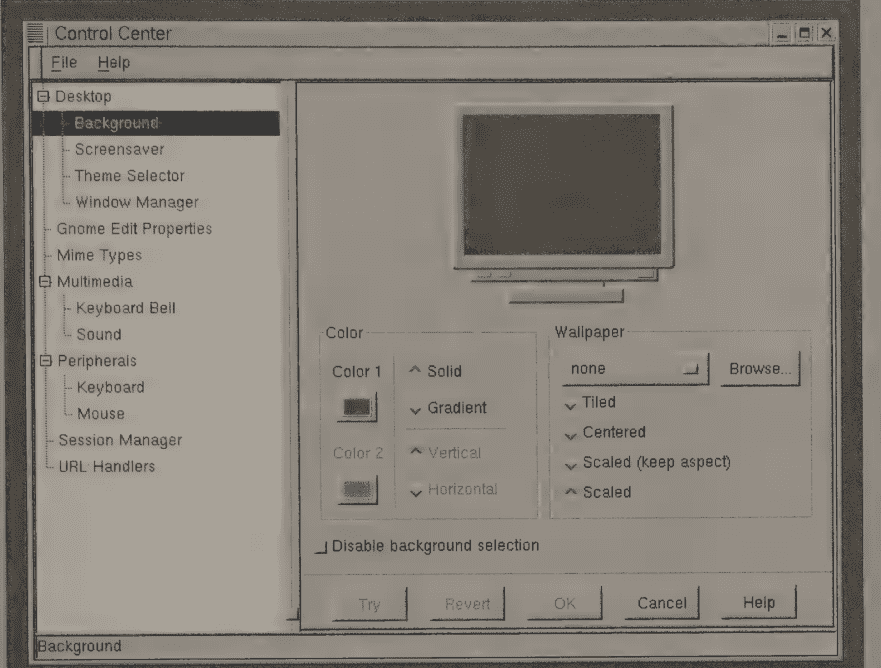 Control Center
File Help
Desktop
Background
Screensaver
Theme Selector
Window Manager
Gnome Edit Properties
Mime Types
Multimedia
Keyboard Bell
Sound
Peripherals
Keyboard
Mouse
Session Manager
URL Handlers
Color
Color 1
Solid
Gradient
Color 2
Vertical
Horizontal
Wallpaper
none Browse...
Tiled
Centered
Scaled (keep aspect)
Scaled
Disable background selection
Try Revert OK Cancel Help
Background